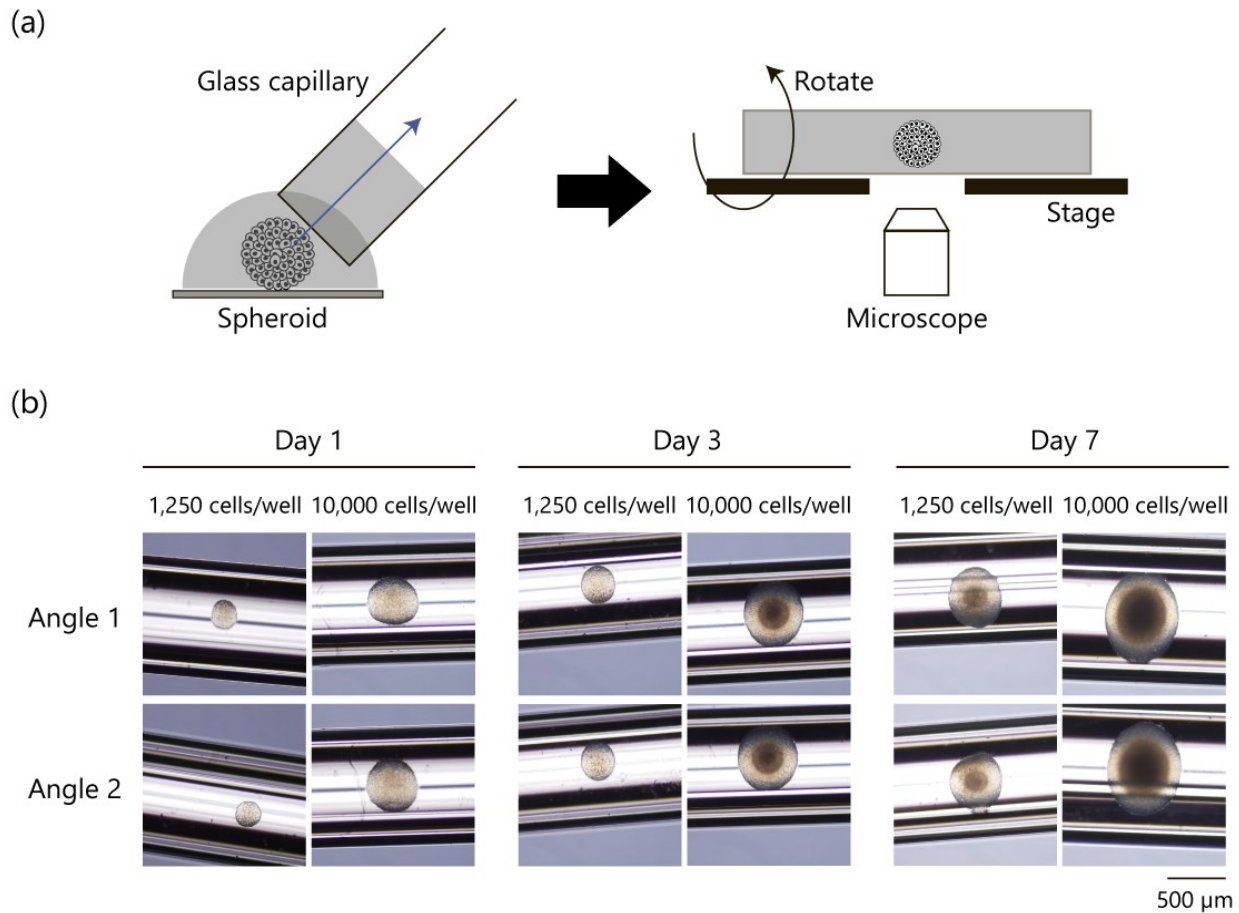 (a)
Glass capillary
Rotate
Stage
Spheroid
Microscope
(b)
Day 1 Day 3 Day 7
1,250 cells/well 10,000 cells/well 1,250 cells/well 10,000 cells/well 1,250 cells/well 10,000 cells/well
Angle 1
Angle 2
500 μm